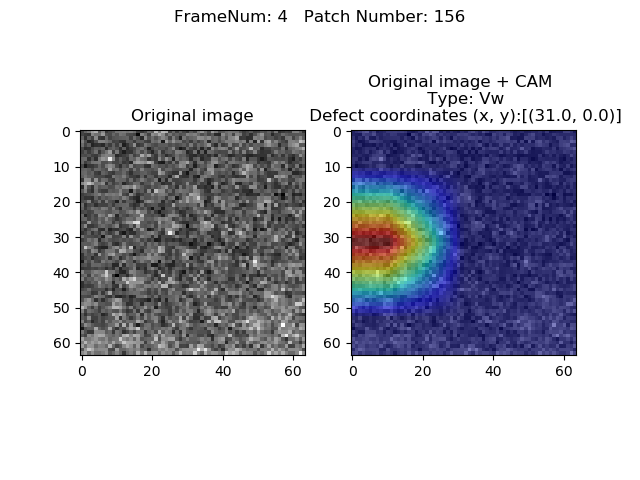 FrameNum: 4   Patch Number: 156
Original image
Original image + CAM
Type: Vw
Defect coordinates (x, y):[(31.0, 0.0)]
0
10
20
30
40
50
60
0 20 40 60
0
10
20
30
40
50
60
0 20 40 60